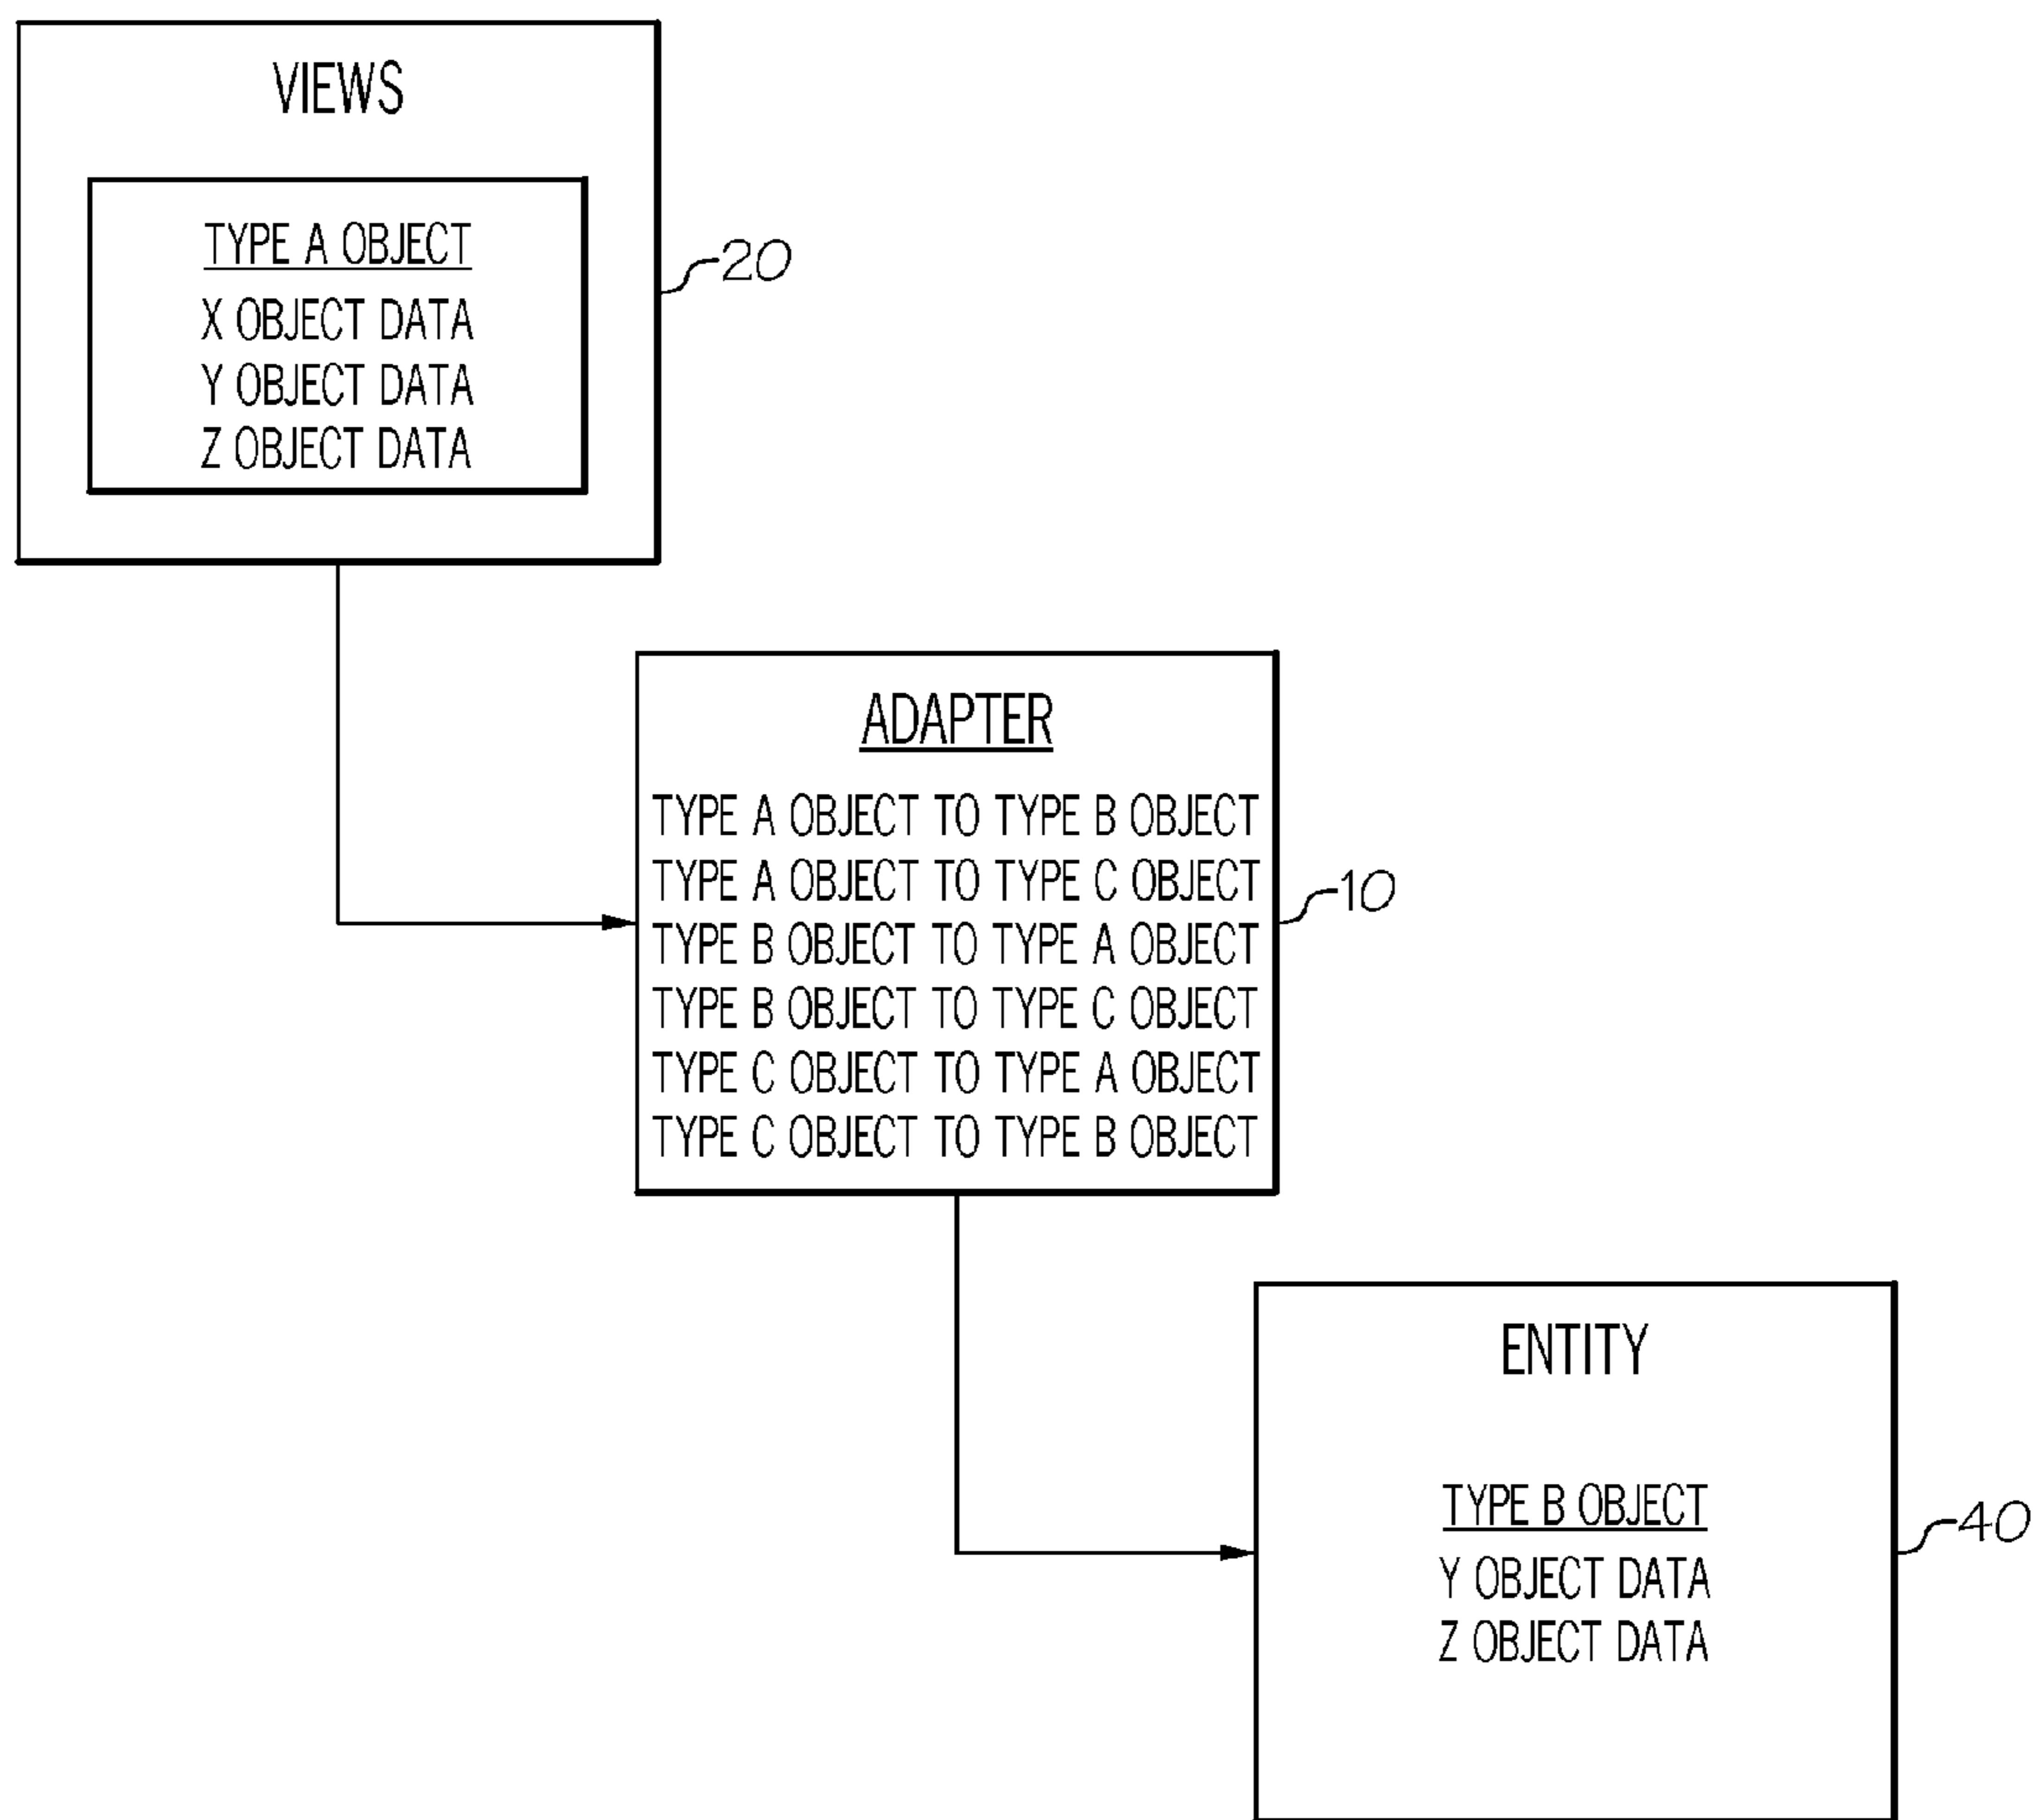 VIEWS
TYPE A OBJECT
X OBJECT DATA
Y OBJECT DATA
Z OBJECT DATA
20
ADAPTER
TYPE A OBJECT TO TYPE B OBJECT
TYPE A OBJECT TO TYPE C OBJECT
TYPE B OBJECT TO TYPE A OBJECT
TYPE B OBJECT TO TYPE C OBJECT
TYPE C OBJECT TO TYPE A OBJECT
TYPE C OBJECT TO TYPE B OBJECT
10
ENTITY
TYPE B OBJECT
Y OBJECT DATA
Z OBJECT DATA
40